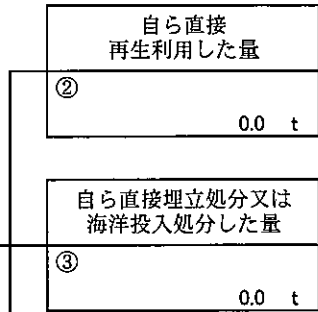 自ら直接
再生利用した量
②
0.0 t
自ら直接埋立処分又は
海洋投入処分した量
③
0.0 t